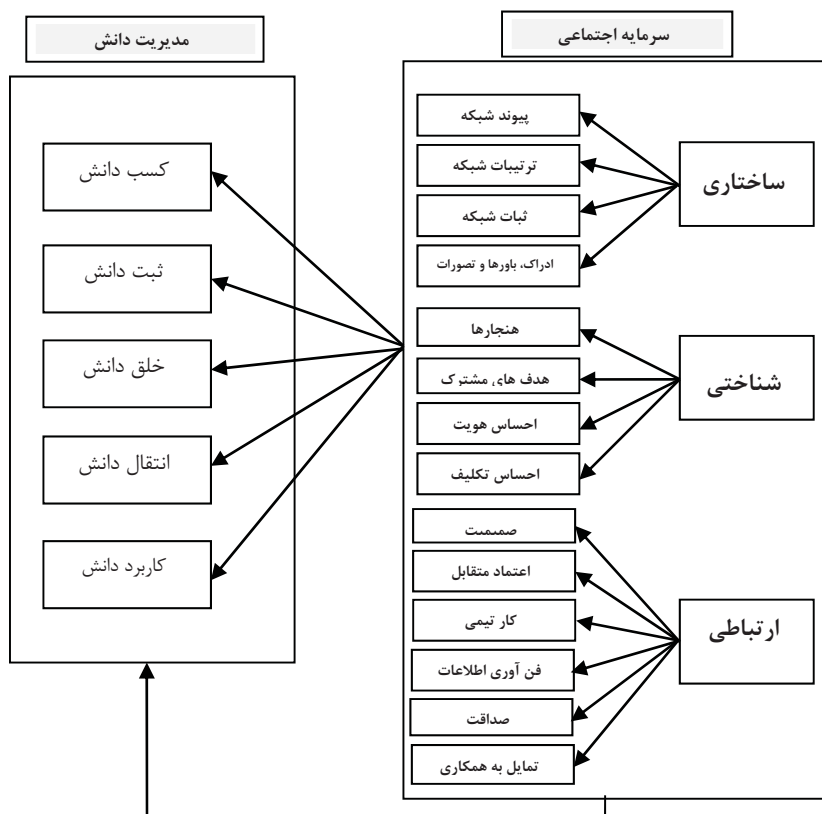 سرمایه اجتماعی
ساختاری
پیوند شبکه
ترتیبات شبکه
ثبات شبکه
ادراک، باورها و تصورات
شناختی
هنجارها
هدف های مشترک
احساس هویت
احساس تکلیف
ارتباطی
صمیمیت
اعتماد متقابل
کار تیمی
فن آوری اطلاعات
صداقت
تمایل به همکاری
مدیریت دانش
کسب دانش
ثبت دانش
خلق دانش
انتقال دانش
کاربرد دانش